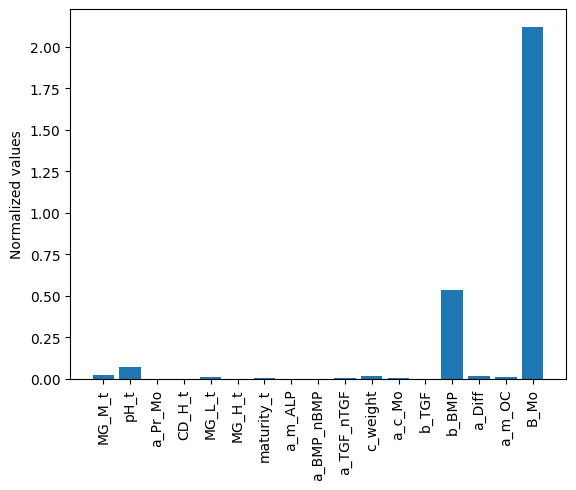 Normalized values
2.00
1.75
1.50
1.25
1.00
0.75
0.50
0.25
0.00
MG_M_t
pH_t
a_Pr_Mo
CD_H_t
MG_L_t
MG_H_t
maturity_t
a_m_ALP
a_BMP_nBMP
a_TGF_nTGF
c_weight
a_c_Mo
b_TGF
b_BMP
a_Diff
a_m_OC
B_Mo